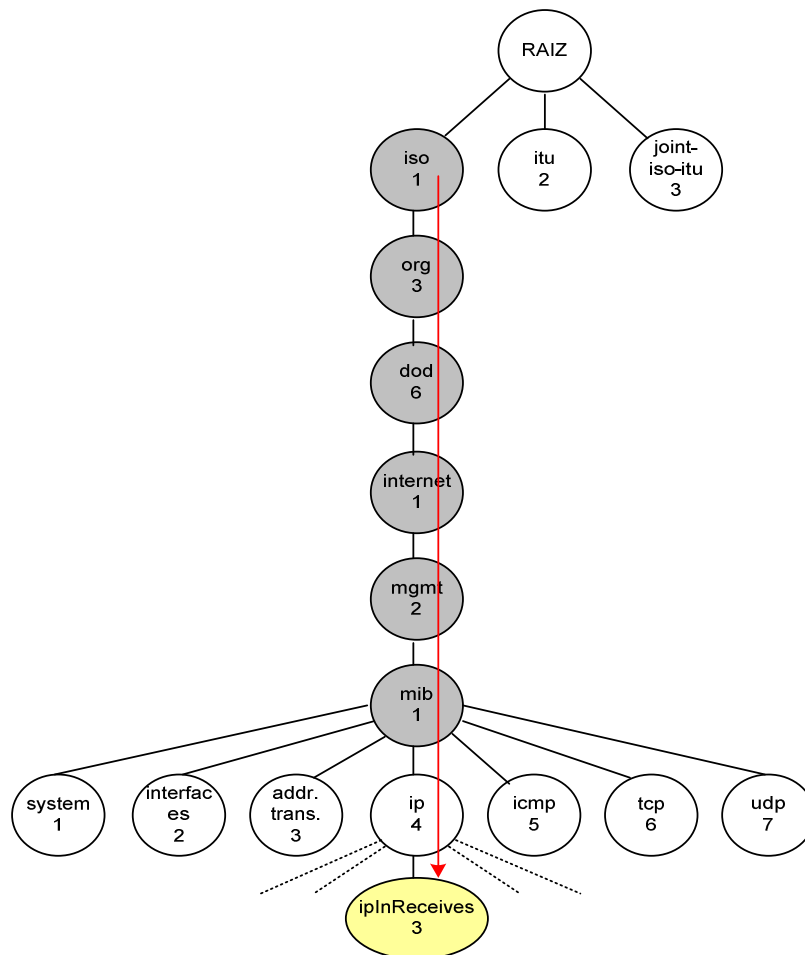 RAIZ
iso
1
itu
2
joint-
iso-itu
3
org
3
dod
6
internet
1
mgmt
2
mib
1
system
1
interfac
es
2
addr.
trans.
3
ip
4
icmp
5
tcp
6
udp
7
ipInReceives
3